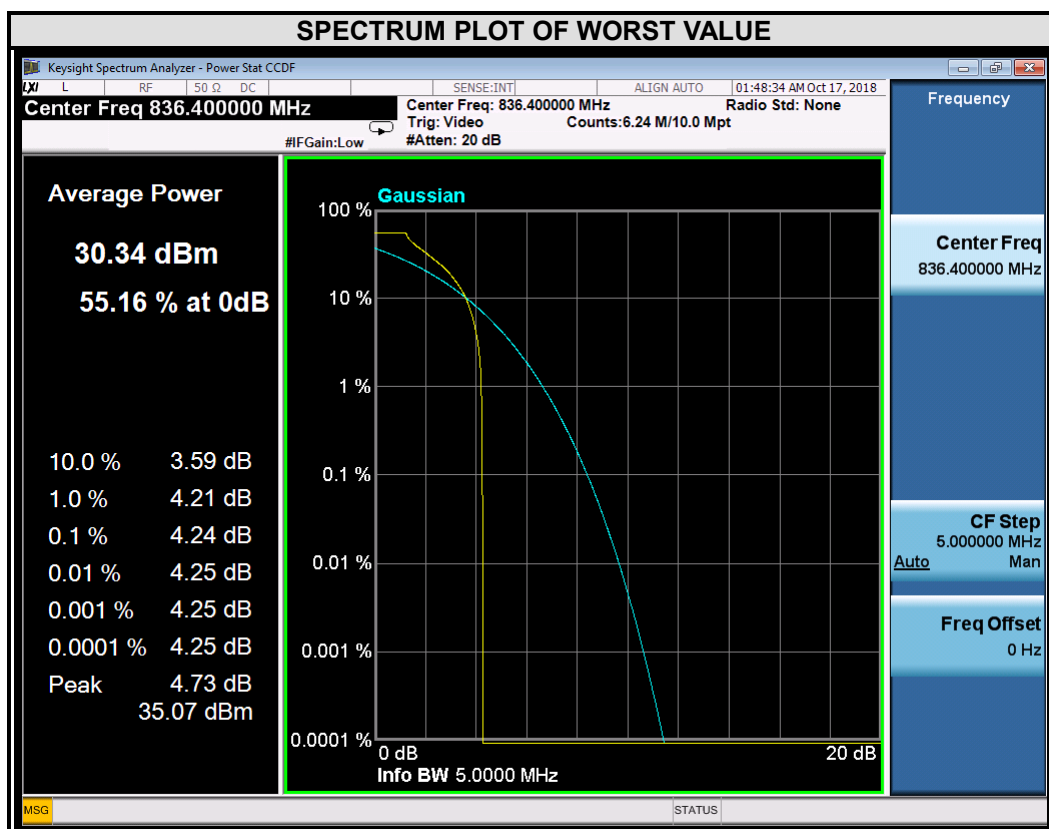 SPECTRUM PLOT OF WORST VALUE
Keysight Spectrum Analyzer - Power Stat CCDF
LXI L RF 50 Ω DC SENSE:INT ALIGN AUTO 01:48:34 AM Oct 17, 2018
Center Freq 836.400000 MHz
Center Freq: 836.400000 MHz Radio Std: None
Trig: Video Counts:6.24 M/10.0 Mpt
#IFGain:Low #Atten: 20 dB
Average Power
30.34 dBm
55.16 % at 0dB
10.0 % 3.59 dB
1.0 % 4.21 dB
0.1 % 4.24 dB
0.01 % 4.25 dB
0.001 % 4.25 dB
0.0001 % 4.25 dB
Peak 4.73 dB
35.07 dBm
Gaussian
100 %
10 %
1 %
0.1 %
0.01 %
0.001 %
0.0001 %
0 dB 20 dB
Info BW 5.0000 MHz
Frequency
Center Freq
836.400000 MHz
CF Step
5.000000 MHz
Auto Man
Freq Offset
0 Hz
MSG STATUS